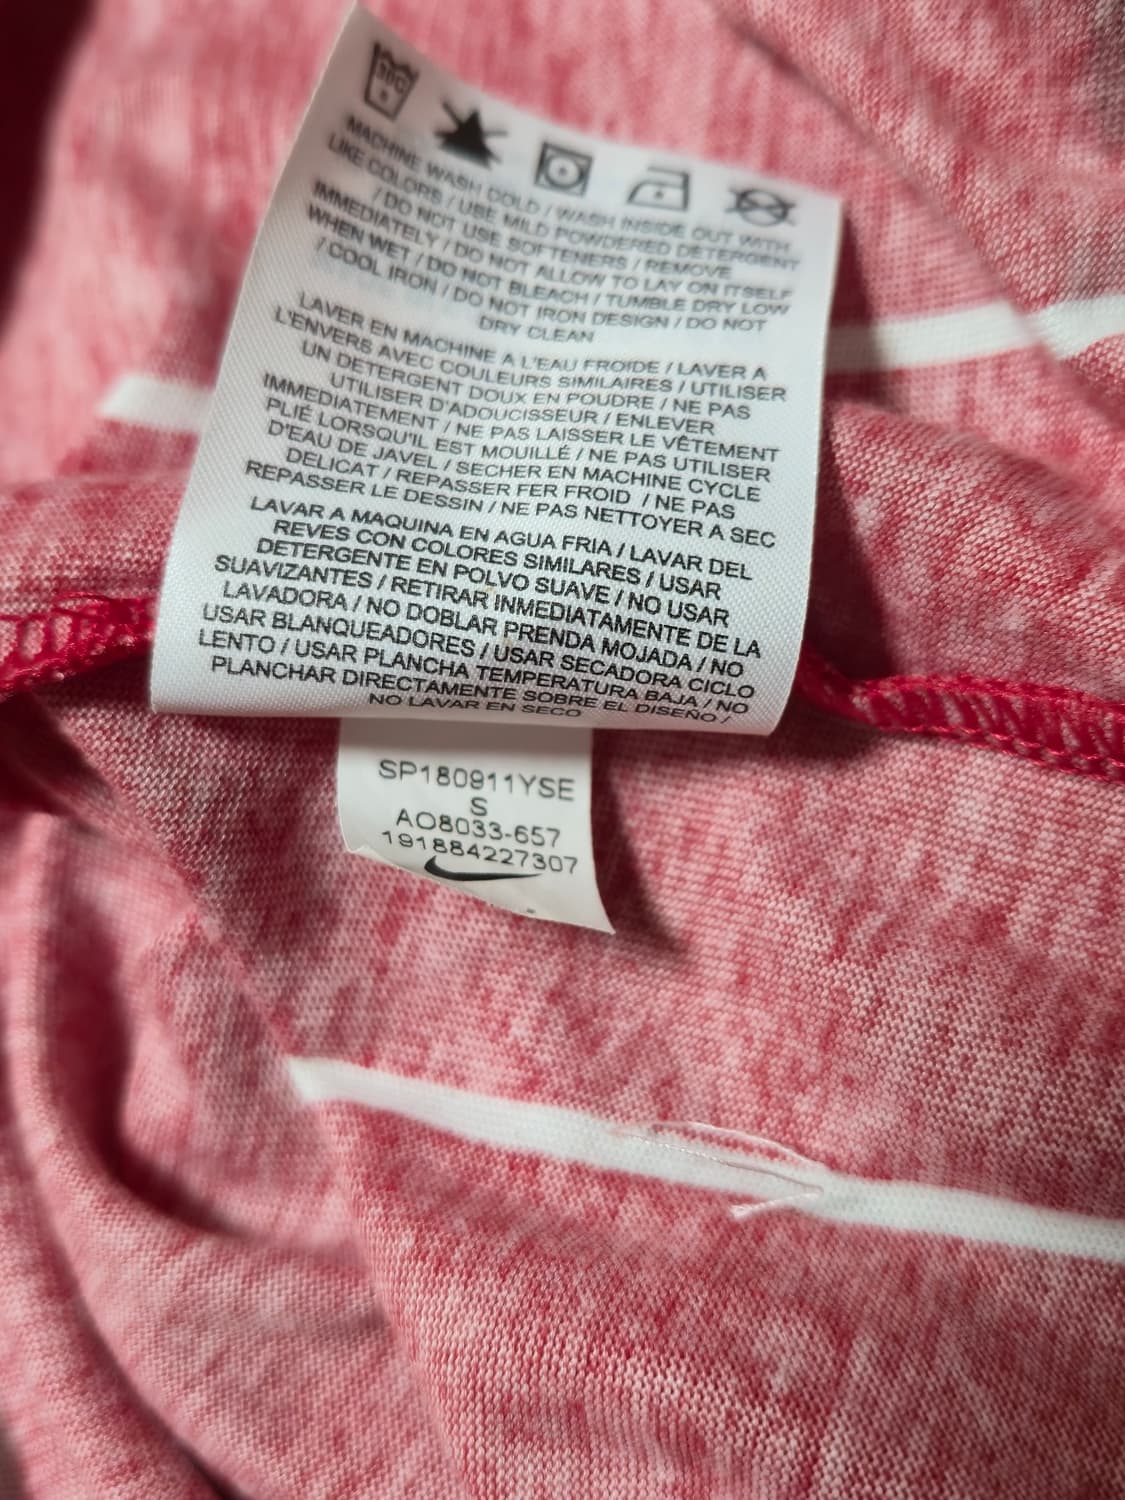 30C
MACHINE WASH COLD / WASH INSIDE OUT WITH
LIKE COLORS / USE MILD POWDERED DETERGENT
/ DO NOT USE SOFTENERS / REMOVE
IMMEDIATELY / DO NOT ALLOW TO LAY ON ITSELF
WHEN WET / DO NOT BLEACH / TUMBLE DRY LOW
/ COOL IRON / DO NOT IRON DESIGN / DO NOT
DRY CLEAN
LAVER EN MACHINE A L'EAU FROIDE / LAVER A
L'ENVERS AVEC COULEURS SIMILAIRES / UTILISER
UN DETERGENT DOUX EN POUDRE / NE PAS
UTILISER D'ADOUCISSEUR / ENLEVER
IMMEDIATEMENT / NE PAS LAISSER LE VÊTEMENT
PLIÉ LORSQU'IL EST MOUILLÉ / NE PAS UTILISER
D'EAU DE JAVEL / SECHER EN MACHINE CYCLE
DELICAT / REPASSER FER FROID / NE PAS
REPASSER LE DESSIN / NE PAS NETTOYER A SEC
LAVAR A MAQUINA EN AGUA FRIA / LAVAR DEL
REVES CON COLORES SIMILARES / USAR
DETERGENTE EN POLVO SUAVE / NO USAR
SUAVIZANTES / RETIRAR INMEDIATAMENTE DE LA
LAVADORA / NO DOBLAR PRENDA MOJADA / NO
USAR BLANQUEADORES / USAR SECADORA CICLO
LENTO / USAR PLANCHA TEMPERATURA BAJA / NO
PLANCHAR DIRECTAMENTE SOBRE EL DISEÑO /
NO LAVAR EN SECO
SP180911YSE
S
AO8033-657
191884227307